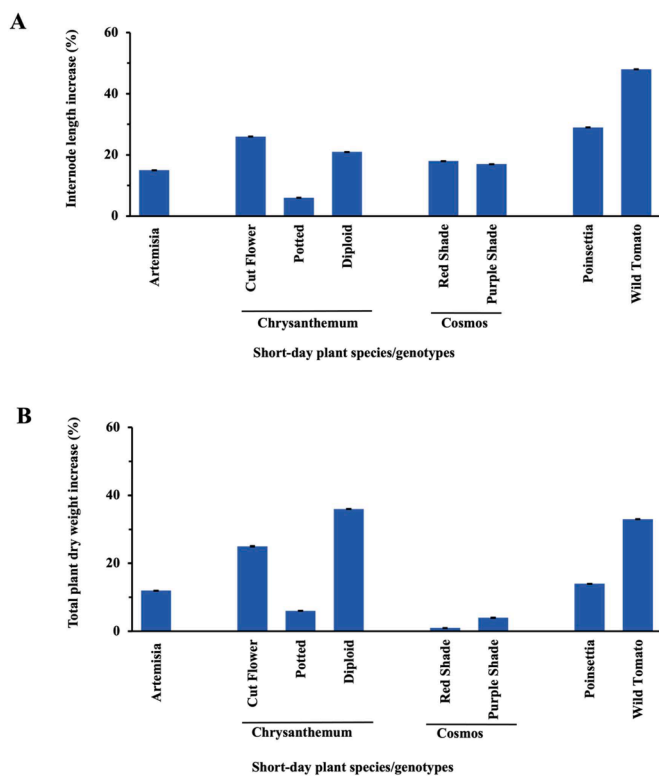 A
Internode length increase (%)
60
40
20
0
Artemisia
Cut Flower
Potted
Diploid
Red Shade
Purple Shade
Poinsettia
Wild Tomato
Chrysanthemum
Cosmos
Short-day plant species/genotypes
B
Total plant dry weight increase (%)
60
40
20
0
Artemisia
Cut Flower
Potted
Diploid
Red Shade
Purple Shade
Poinsettia
Wild Tomato
Chrysanthemum
Cosmos
Short-day plant species/genotypes